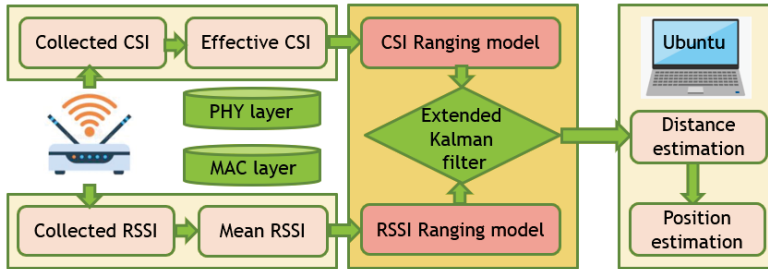 Collected CSI
Effective CSI
CSI Ranging model
Ubuntu
PHY layer
MAC layer
Extended
Kalman
filter
Distance
estimation
Collected RSSI
Mean RSSI
RSSI Ranging model
Position
estimation